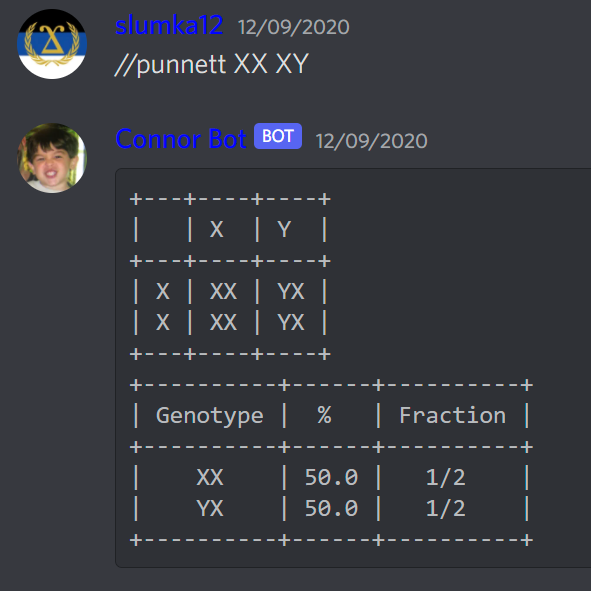 slumka12 12/09/2020
//punnett XX XY
Connor Bot BOT 12/09/2020
+---+----+----+
|   | X  | Y  |
+---+----+----+
| X | XX | YX |
| X | XX | YX |
+---+----+----+
+----------+------+----------+
| Genotype |  %   | Fraction |
+----------+------+----------+
|    XX    | 50.0 |   1/2    |
|    YX    | 50.0 |   1/2    |
+----------+------+----------+